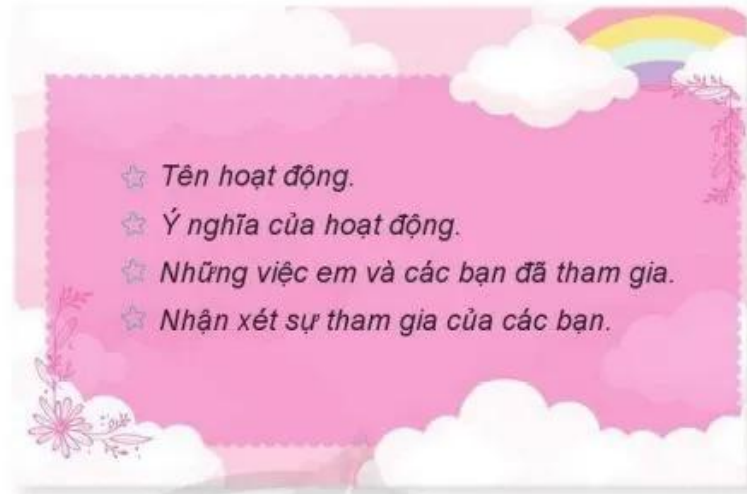 Tên hoạt động.
Ý nghĩa của hoạt động.
Những việc em và các bạn đã tham gia.
Nhận xét sự tham gia của các bạn.